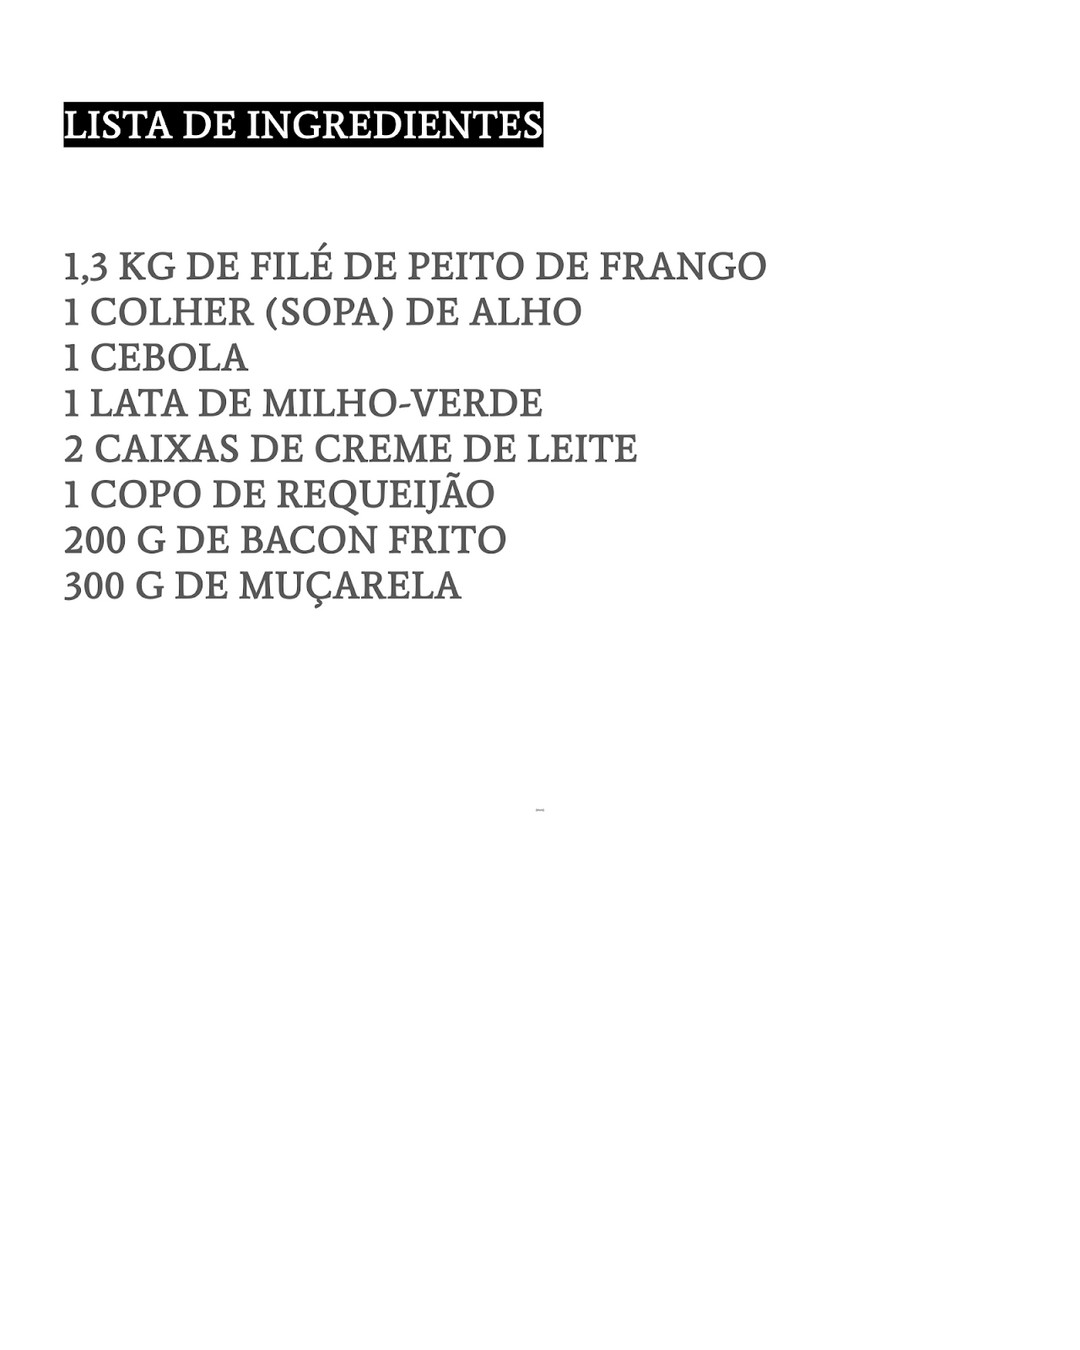 LISTA DE INGREDIENTES
1,3 KG DE FILÉ DE PEITO DE FRANGO
1 COLHER (SOPA) DE ALHO
1 CEBOLA
1 LATA DE MILHO-VERDE
2 CAIXAS DE CREME DE LEITE
1 COPO DE REQUEIJÃO
200 G DE BACON FRITO
300 G DE MUÇARELA